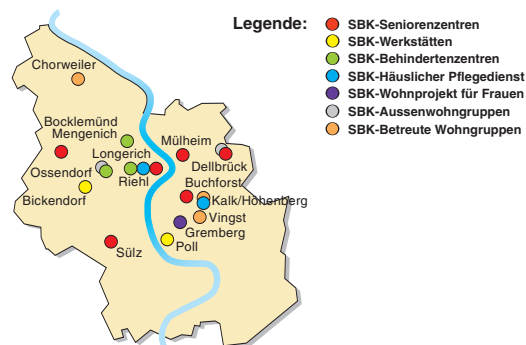 Legende:
SBK-Seniorenzentren
SBK-Werkstätten
SBK-Behindertenzentren
SBK-Häuslicher Pflegedienst
SBK-Wohnprojekt für Frauen
SBK-Aussenwohngruppen
SBK-Betreute Wohngruppen
Chorweiler
Bocklemünd
Mengenich
Longerich
Mülheim
Dellbrück
Ossendorf
Riehl
Buchforst
Bickendorf
Kalk/Höhenberg
Vingst
Gremberg
Sülz
Poll